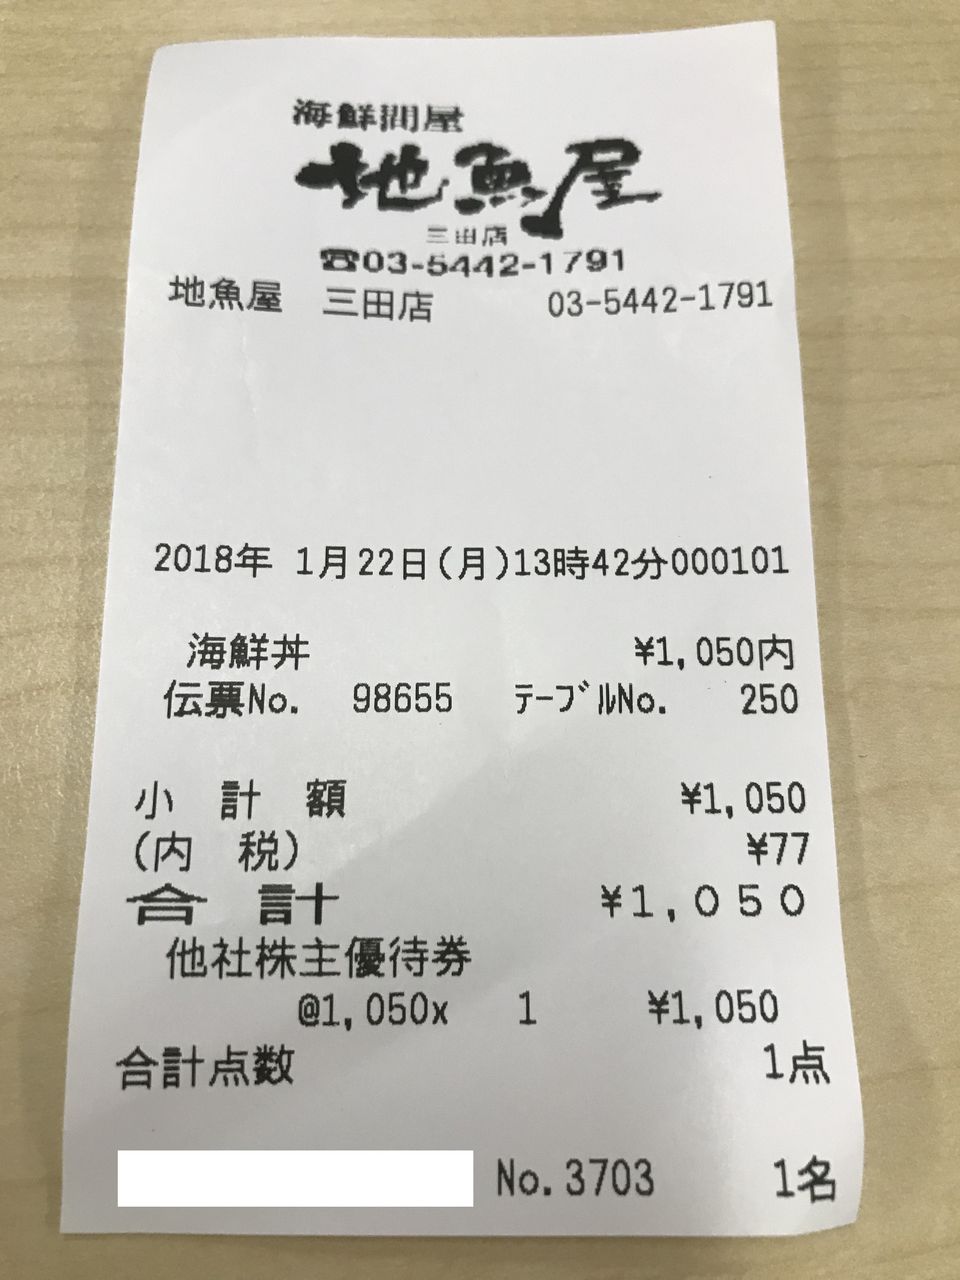 海鮮問屋
地魚屋
三田店
☎03-5442-1791
地魚屋 三田店 03-5442-1791
2018年 1月22日(月)13時42分000101
海鮮丼 ¥1,050内
伝票No. 98655 ﾃｰﾌﾞﾙNo. 250
小計額 ¥1,050
(内 税) ¥77
合計 ¥1,050
他社株主優待券
@1,050x 1 ¥1,050
合計点数 1点
No.3703 1名